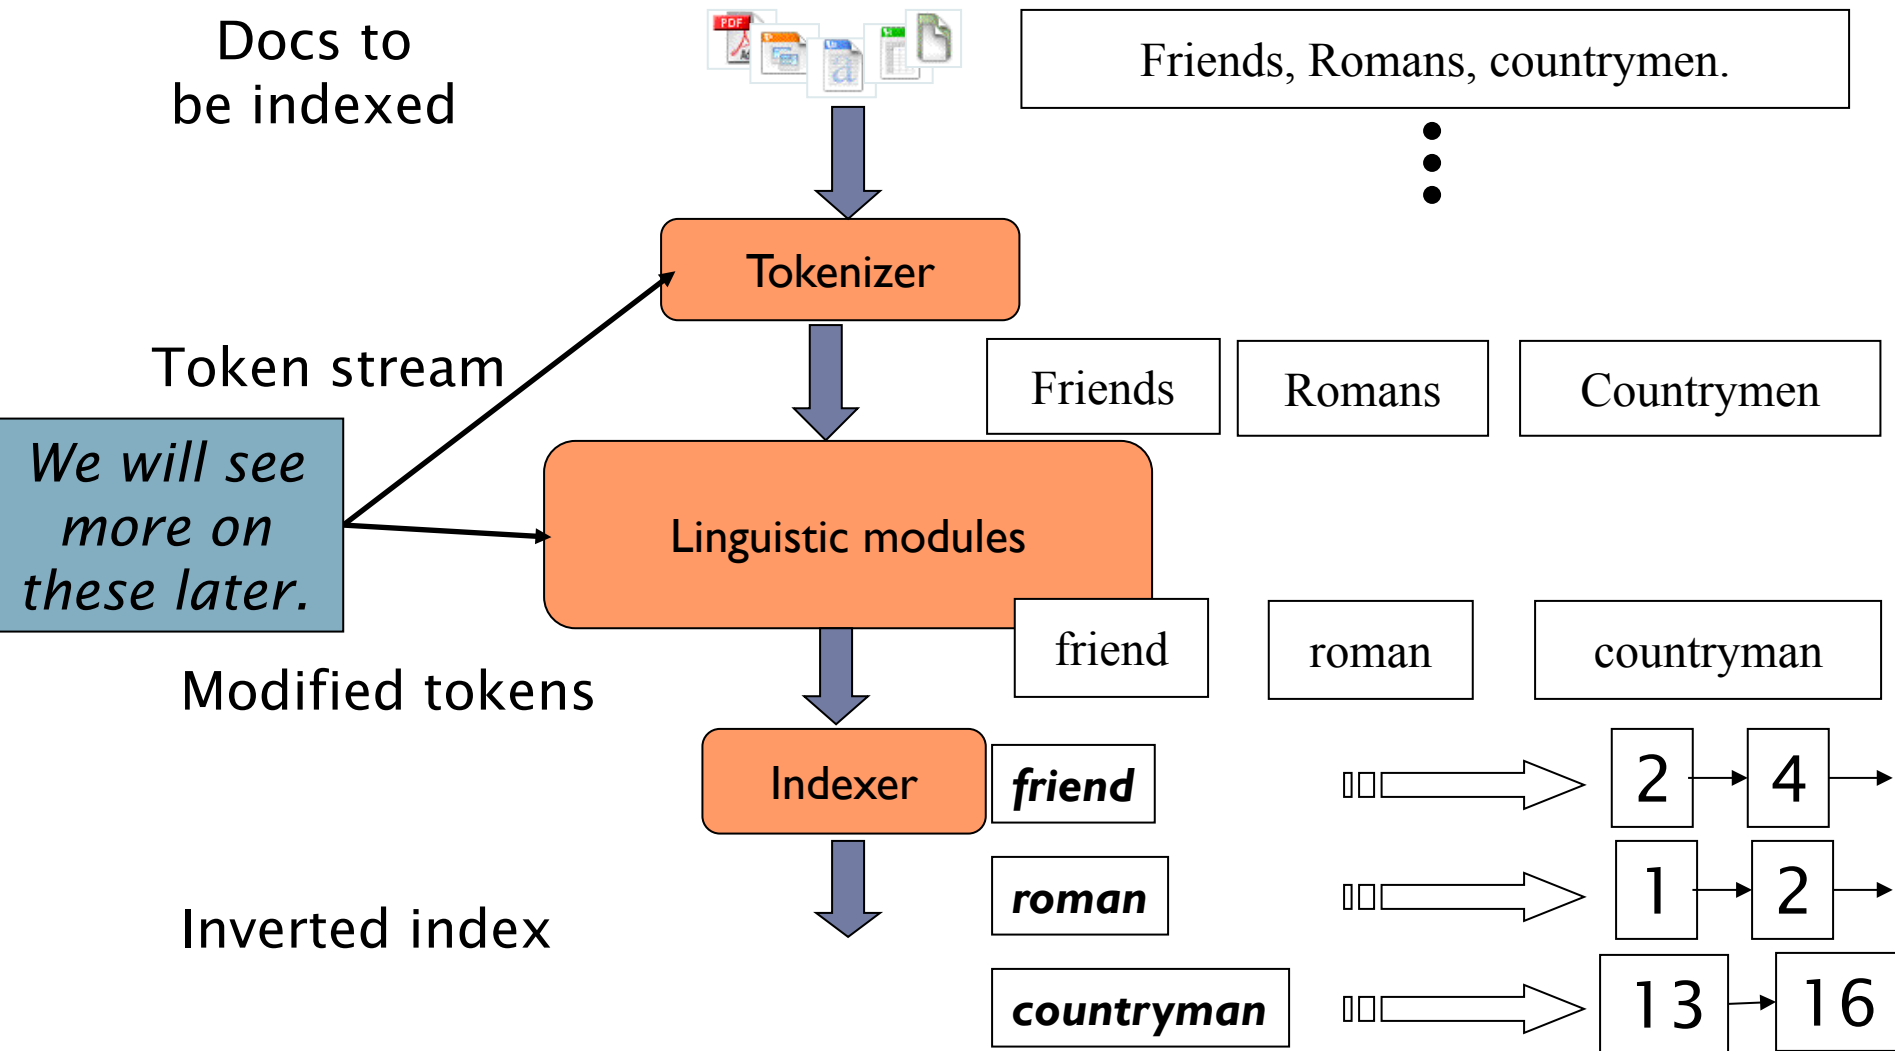 Docs to
be indexed
PDF
Friends, Romans, countrymen.
Tokenizer
Token stream
Friends
Romans
Countrymen
We will see
more on
these later.
Linguistic modules
friend
roman
countryman
Modified tokens
Indexer
friend
2
4
roman
1
2
Inverted index
countryman
13
16